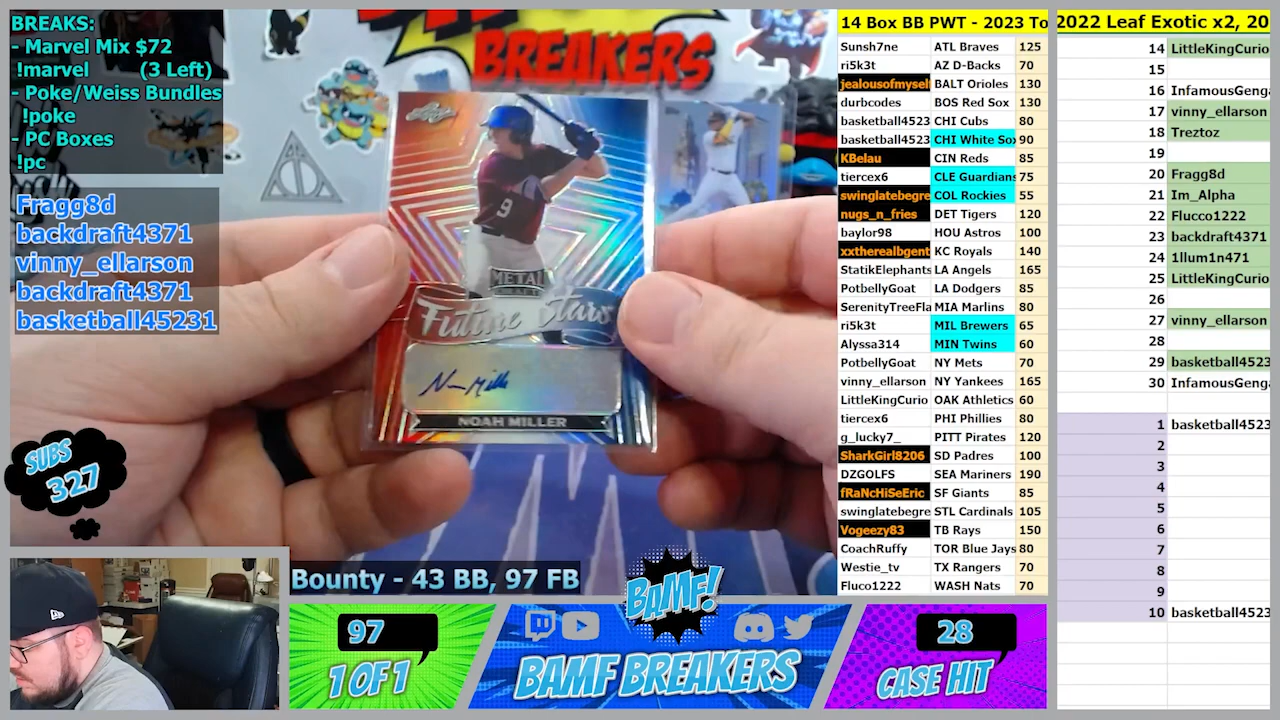 BREAKS:
- Marvel Mix $72
!marvel (3 Left)
- Poke/Weiss Bundles
!poke
- PC Boxes
!pc
Fragg8d
backdraft4371
vinny_ellarson
backdraft4371
basketball45231
SUBS
327
BREAKERS
Leaf
9
METAL
Future Stars
NOAH MILLER
Bounty - 43 BB, 97 FB
97
1 OF 1
BAMF!
BAMF BREAKERS
28
CASE HIT
14 Box BB PWT - 2023 To
Sunsh7ne ATL Braves 125
ri5k3t AZ D-Backs 70
jealousofmysel BALT Orioles 130
durbcodes BOS Red Sox 130
basketball4523 CHI Cubs 80
basketball4523 CHI White Sox 90
KBelau CIN Reds 85
tiercex6 CLE Guardians 75
swinglatebegre COL Rockies 55
nugs_n_fries DET Tigers 120
baylor98 HOU Astros 100
xxtherealbgent KC Royals 140
StatikElephants LA Angels 165
PotbellyGoat LA Dodgers 85
SerenityTreeFla MIA Marlins 80
ri5k3t MIL Brewers 65
Alyssa314 MIN Twins 60
PotbellyGoat NY Mets 70
vinny_ellarson NY Yankees 165
LittleKingCurio OAK Athletics 60
tiercex6 PHI Phillies 80
g_lucky7_ PITT Pirates 120
SharkGirl8206 SD Padres 100
DZGOLFS SEA Mariners 190
fRaNcHiSeEric SF Giants 85
swinglatebegre STL Cardinals 105
Vogeezy83 TB Rays 150
CoachRuffy TOR Blue Jays 80
Westie_tv TX Rangers 70
Fluco1222 WASH Nats 70
2022 Leaf Exotic x2, 20
14 LittleKingCurio
15
16 InfamousGenga
17 vinny_ellarson
18 Treztoz
19
20 Fragg8d
21 Im_Alpha
22 Flucco1222
23 backdraft4371
24 1llum1n471
25 LittleKingCurio
26
27 vinny_ellarson
28
29 basketball4523
30 InfamousGenga
1 basketball4523
2
3
4
5
6
7
8
9
10 basketball4523